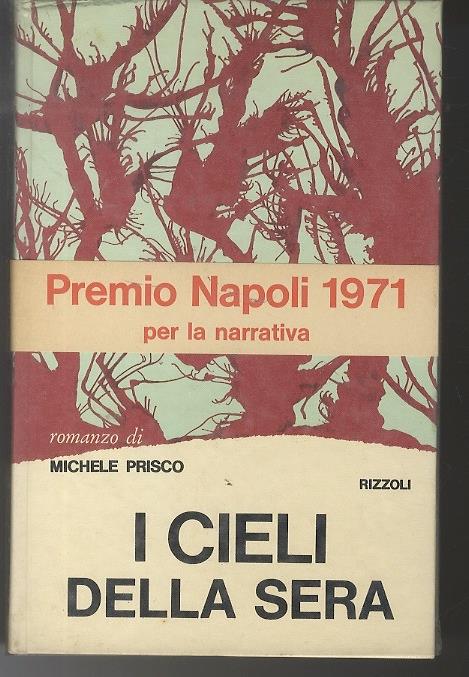 Premio Napoli 1971
per la narrativa
romanzo di
MICHELE PRISCO
RIZZOLI
I CIELI
DELLA SERA